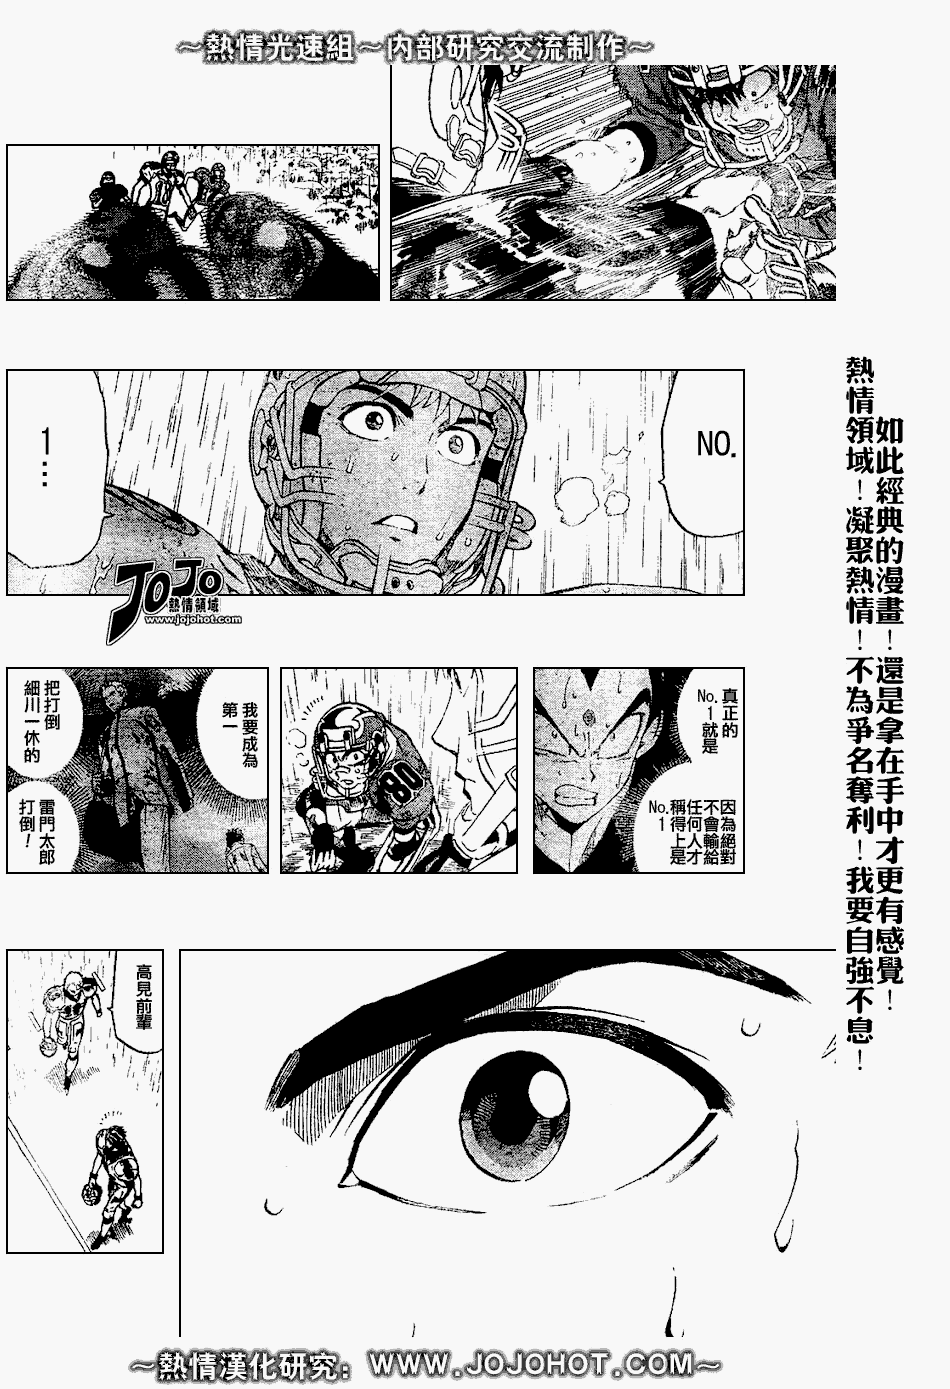 ～熱情光速組～內部研究交流制作～
NO.
1…
JOJO
熱情領域
www.jojohot.com
真正的
No.1就是
因為絕對
不會輸給
任何人才
稱得上是
No.1
80
我要成為
第一
把打倒
細川一休的
雷門太郎
打倒！
高見前輩
如此經典的漫畫！還是拿在手中才更有感覺！
熱情領域！凝聚熱情！不為爭名奪利！我要自強不息！
～熱情漢化研究：WWW.JOJOHOT.COM～